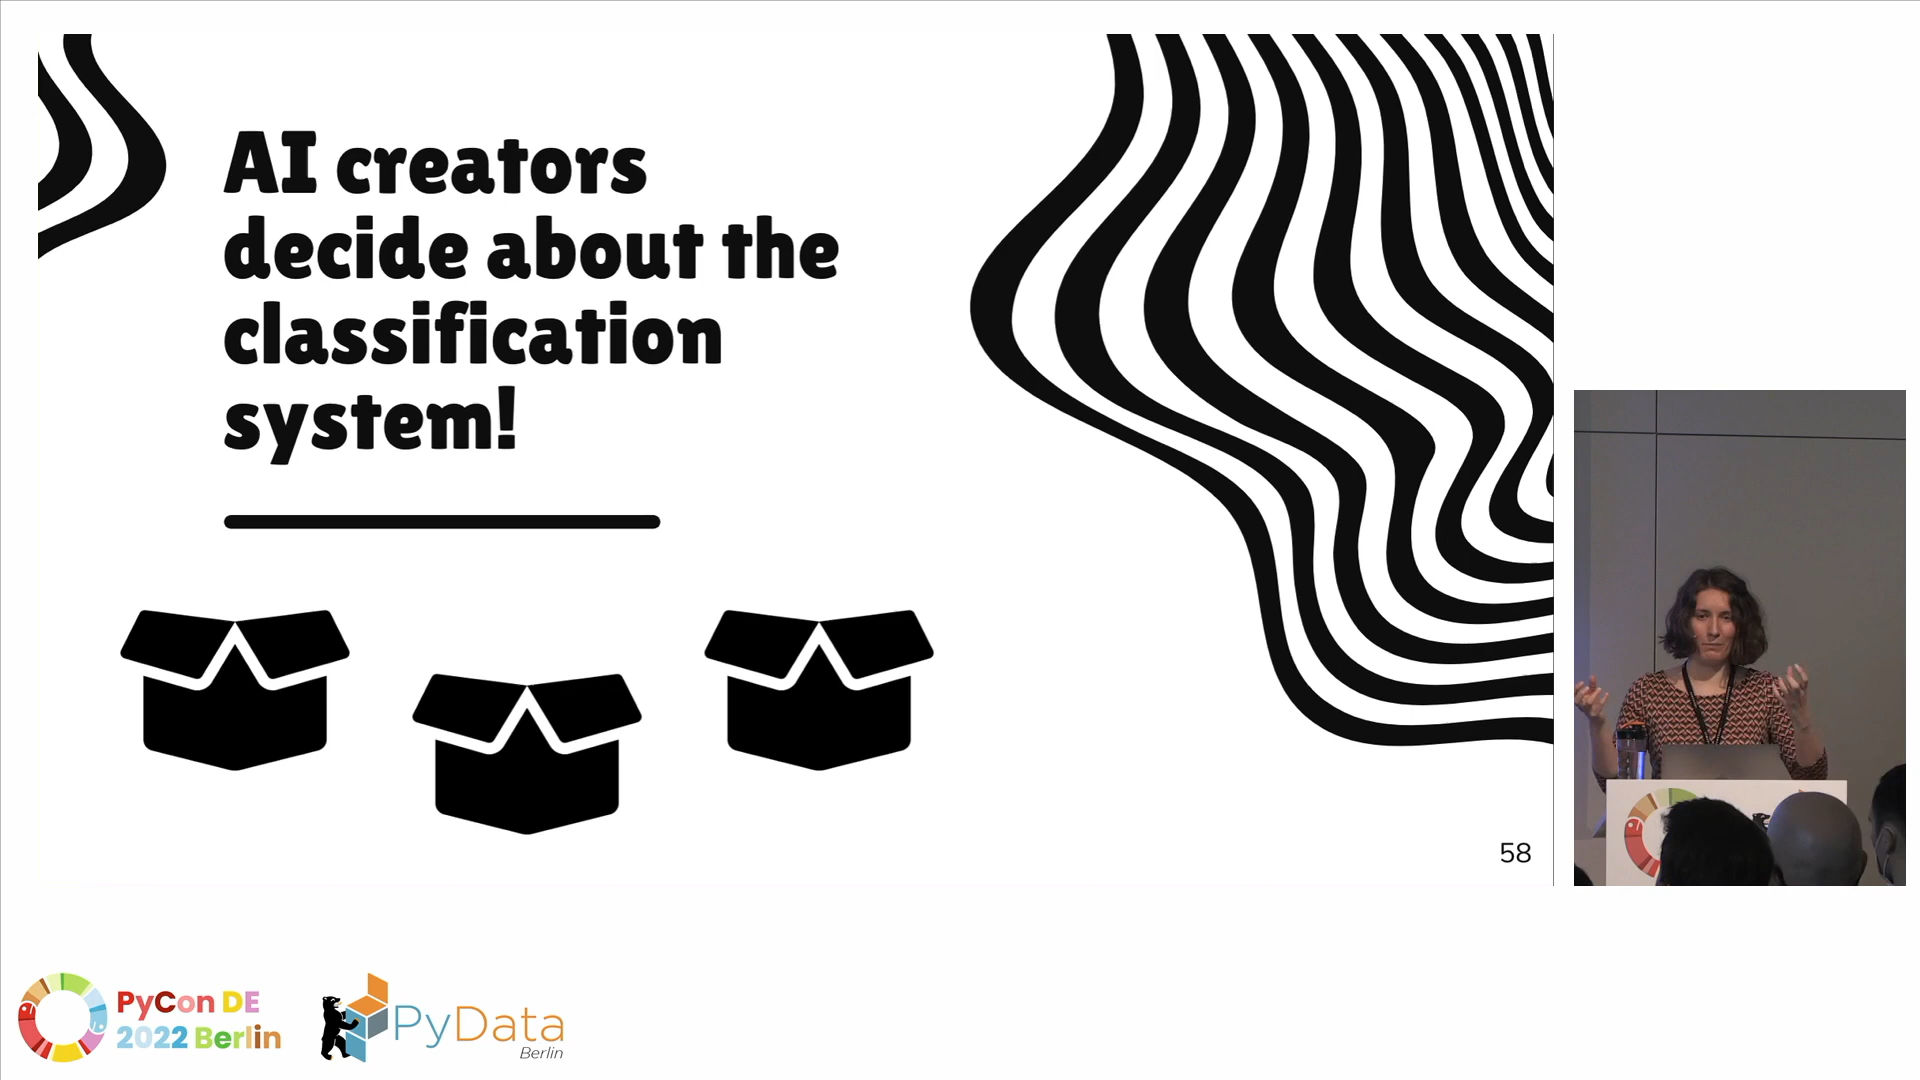 AI creators
decide about the
classification
system!
58
PyCon DE
2022 Berlin
PyData
Berlin